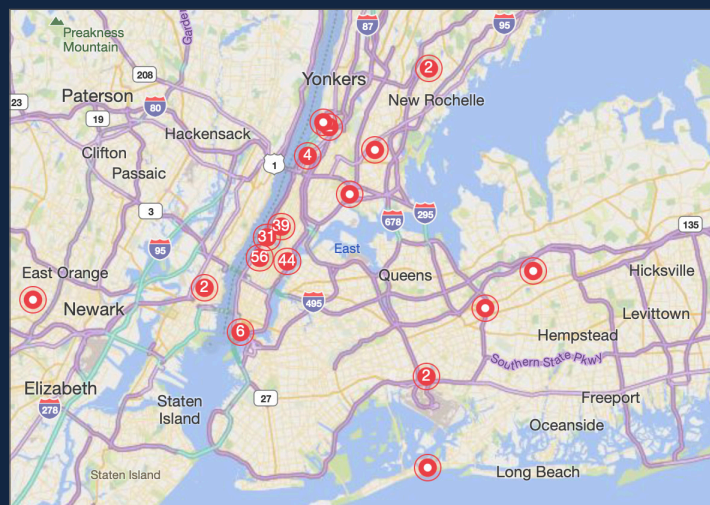 Preakness
Mountain
Garden
87
95
208
Yonkers
2
New Rochelle
Paterson
80
23
19
Hackensack
Clifton
Passaic
1
4
3
295
678
135
39
31
95
East
56
44
East Orange
Queens
Hicksville
2
495
Newark
Levittown
6
Hempstead
Southern State Pkwy
2
Elizabeth
278
Staten
Island
27
Freeport
Oceanside
Staten Island
Long Beach